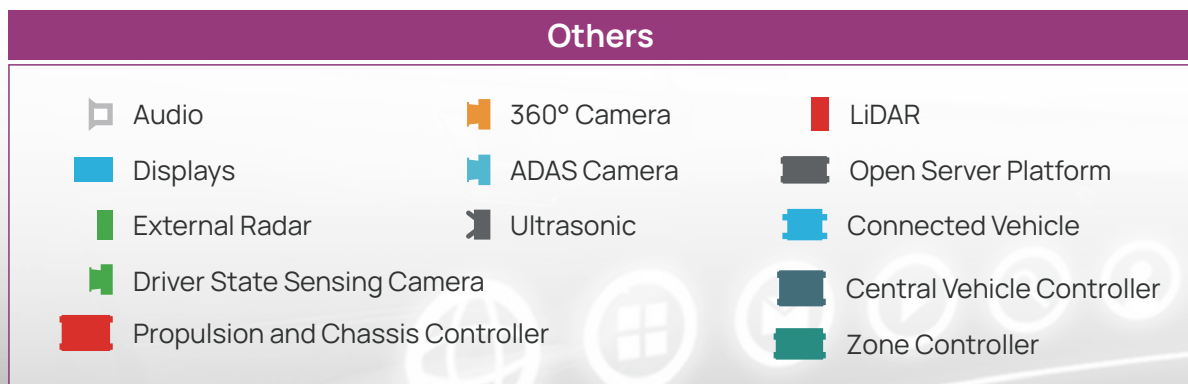 Others
Audio
Displays
External Radar
Driver State Sensing Camera
Propulsion and Chassis Controller
360° Camera
ADAS Camera
Ultrasonic
LiDAR
Open Server Platform
Connected Vehicle
Central Vehicle Controller
Zone Controller